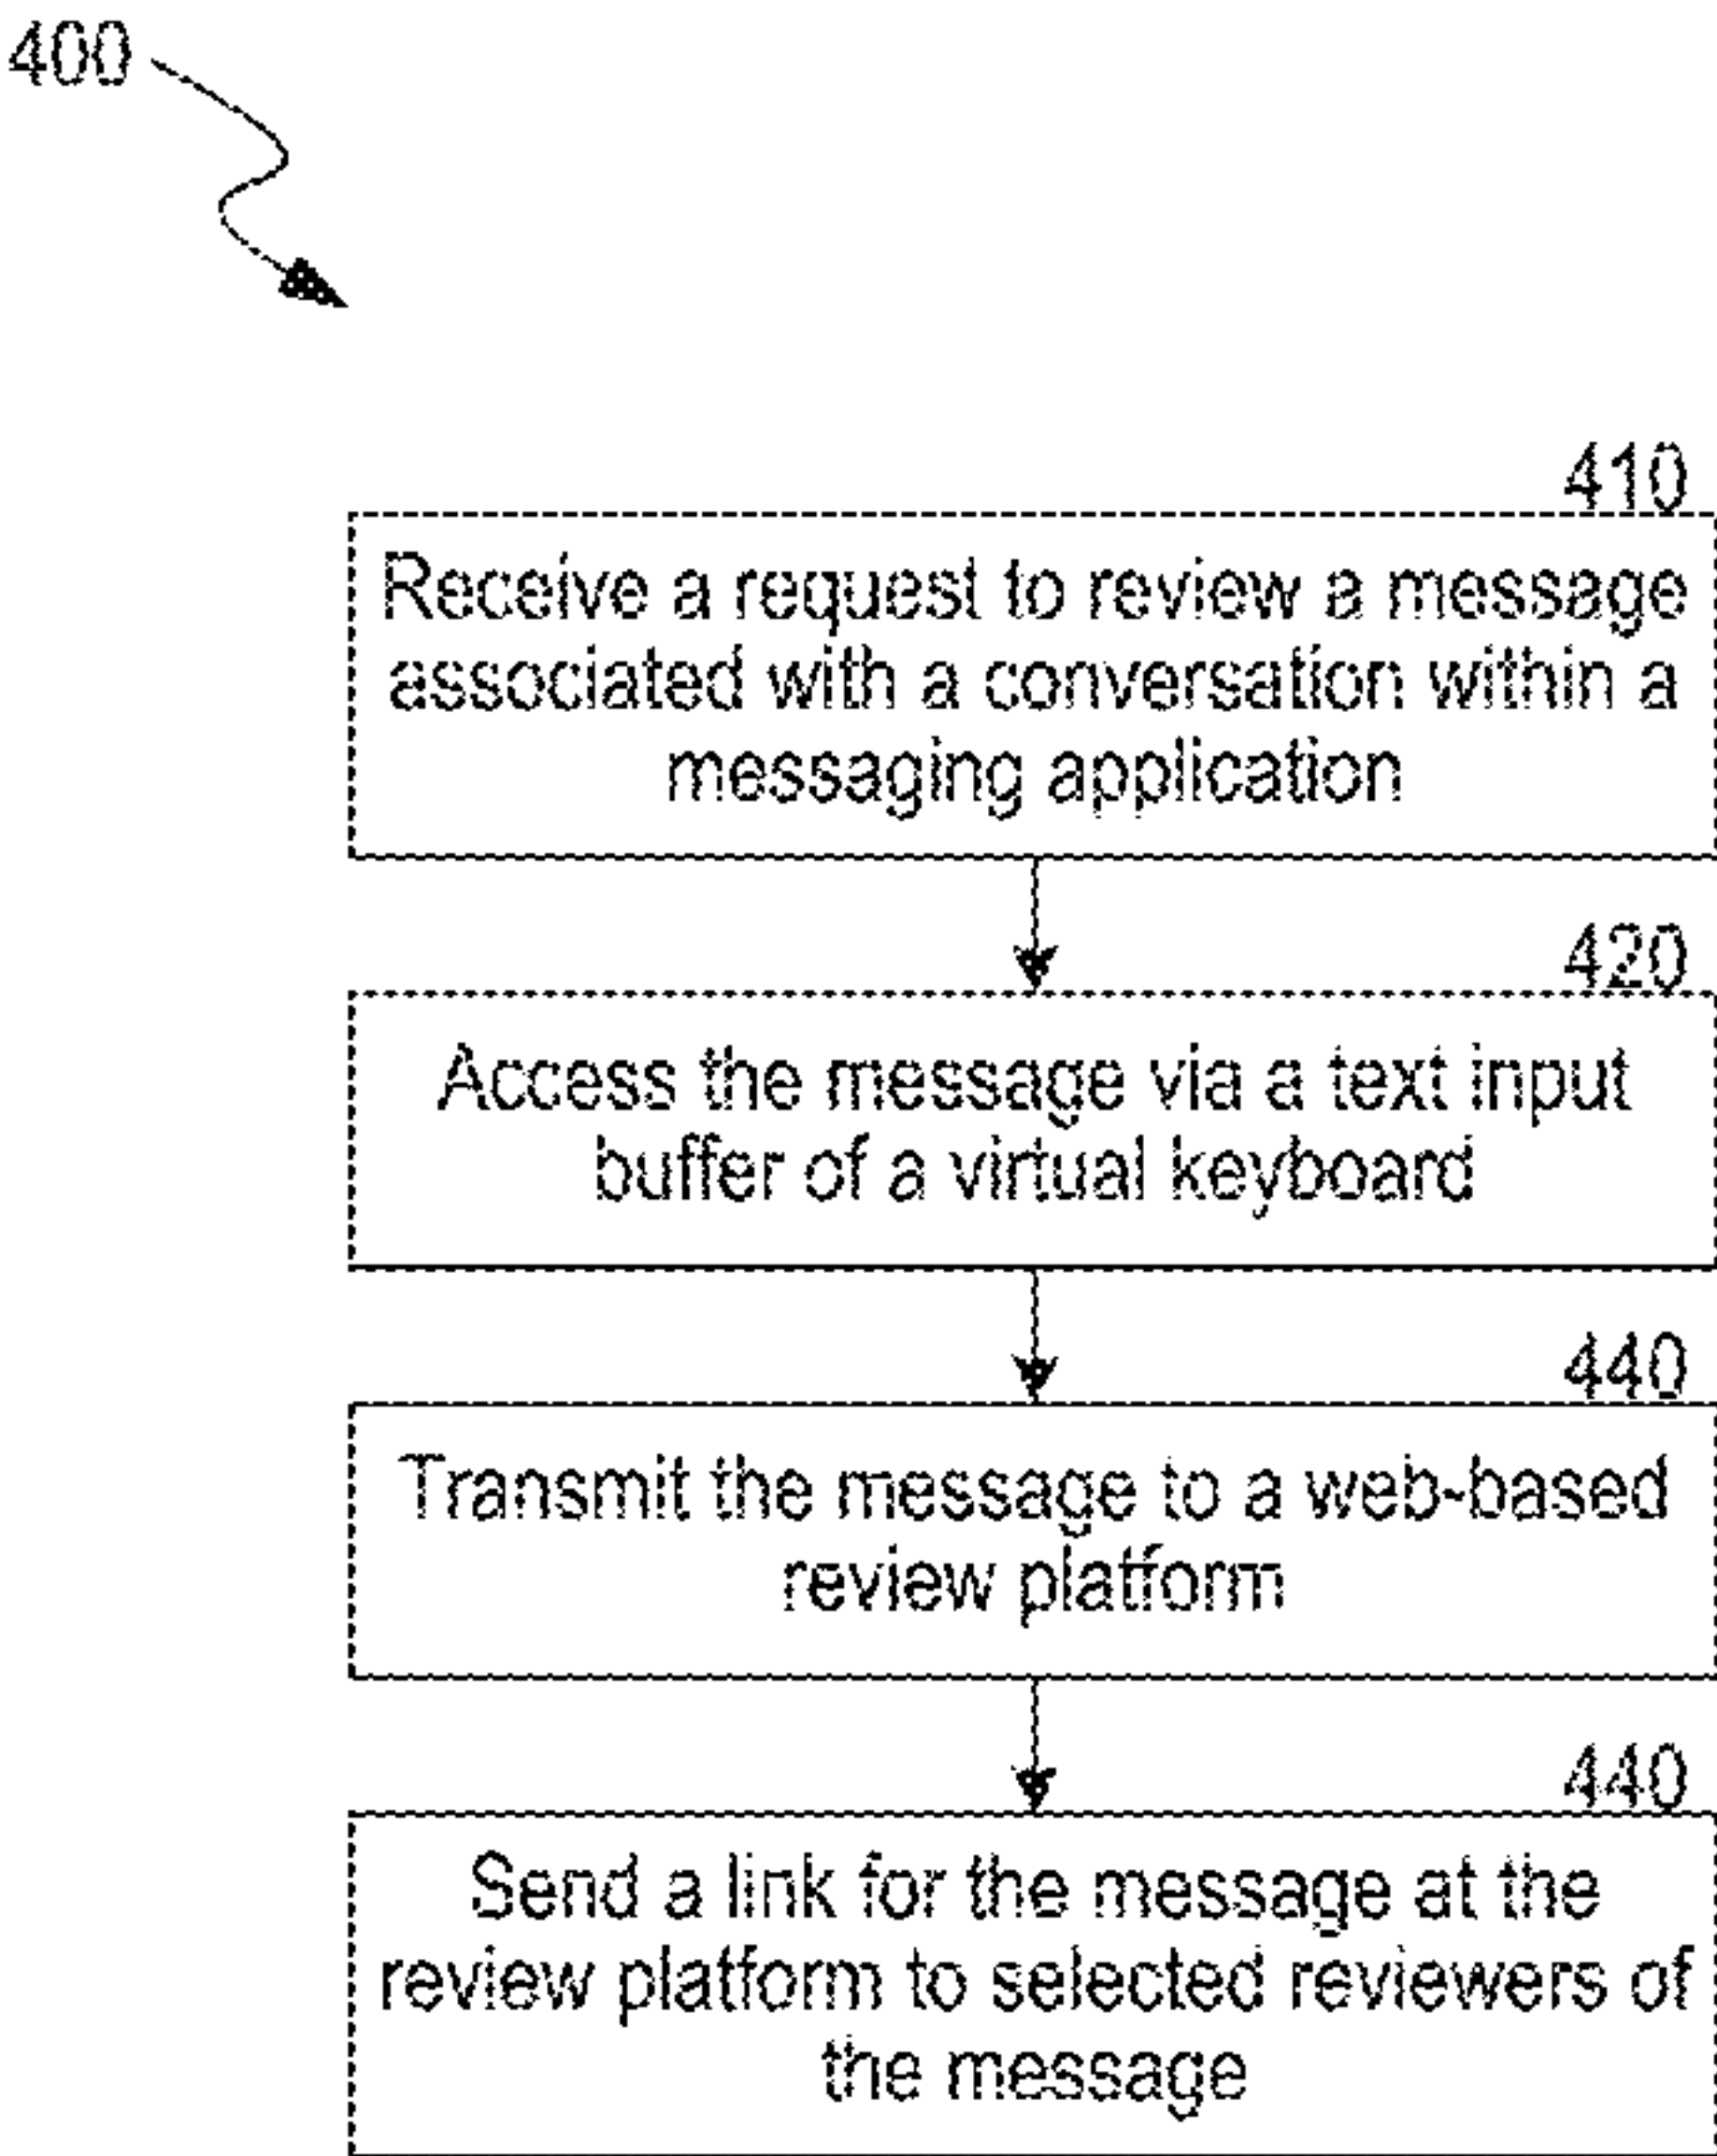 400
410
Receive a request to review a message
associated with a conversation within a
messaging application
420
Access the message via a text input
buffer of a virtual keyboard
440
Transmit the message to a web-based
review platform
440
Send a link for the message at the
review platform to selected reviewers of
the message